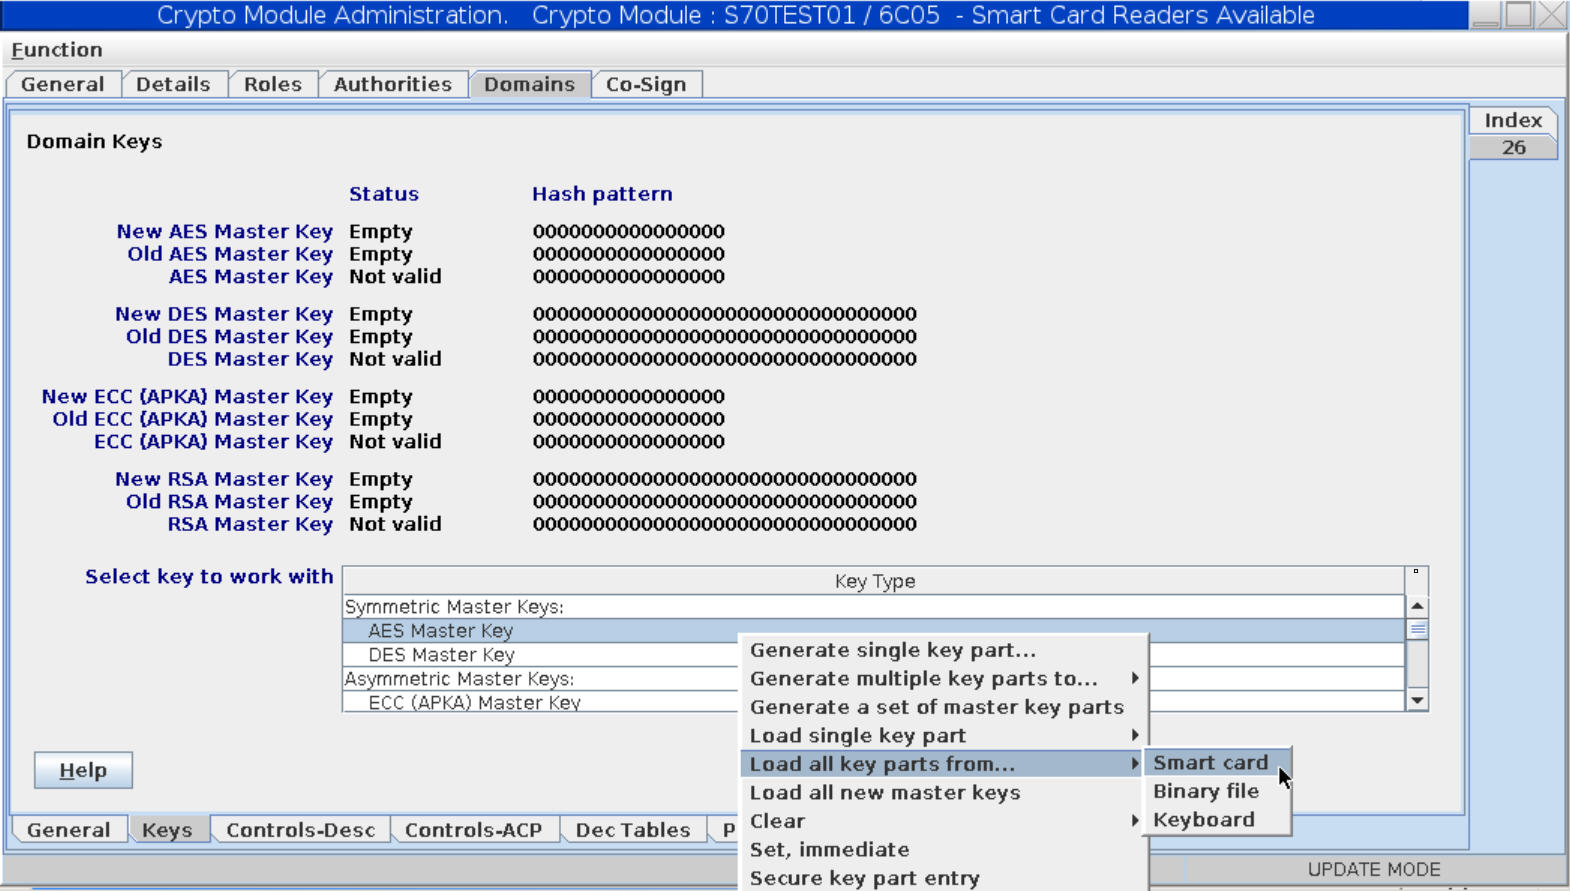 Crypto Module Administration. Crypto Module : S70TEST01 / 6C05 - Smart Card Readers Available
Function
General Details Roles Authorities Domains Co-Sign
Index
26
Domain Keys
Status Hash pattern
New AES Master Key Empty 0000000000000000
Old AES Master Key Empty 0000000000000000
AES Master Key Not valid 0000000000000000
New DES Master Key Empty 00000000000000000000000000000000
Old DES Master Key Empty 00000000000000000000000000000000
DES Master Key Not valid 00000000000000000000000000000000
New ECC (APKA) Master Key Empty 0000000000000000
Old ECC (APKA) Master Key Empty 0000000000000000
ECC (APKA) Master Key Not valid 0000000000000000
New RSA Master Key Empty 00000000000000000000000000000000
Old RSA Master Key Empty 00000000000000000000000000000000
RSA Master Key Not valid 00000000000000000000000000000000
Select key to work with
Key Type
Symmetric Master Keys:
AES Master Key
DES Master Key
Asymmetric Master Keys:
ECC (APKA) Master Key
Generate single key part...
Generate multiple key parts to...
Generate a set of master key parts
Load single key part
Load all key parts from...
Load all new master keys
Clear
Set, immediate
Secure key part entry
Smart card
Binary file
Keyboard
Help
General Keys Controls-Desc Controls-ACP Dec Tables P
UPDATE MODE